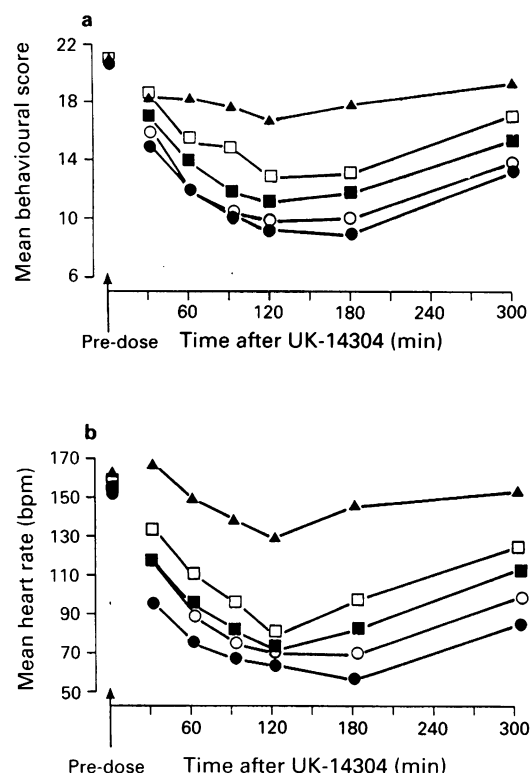 a
22
18
14
10
6
Mean behavioural score
60 120 180 240 300
Pre-dose Time after UK-14304 (min)
b
170
150
130
110
90
70
50
Mean heart rate (bpm)
60 120 180 240 300
Pre-dose Time after UK-14304 (min)